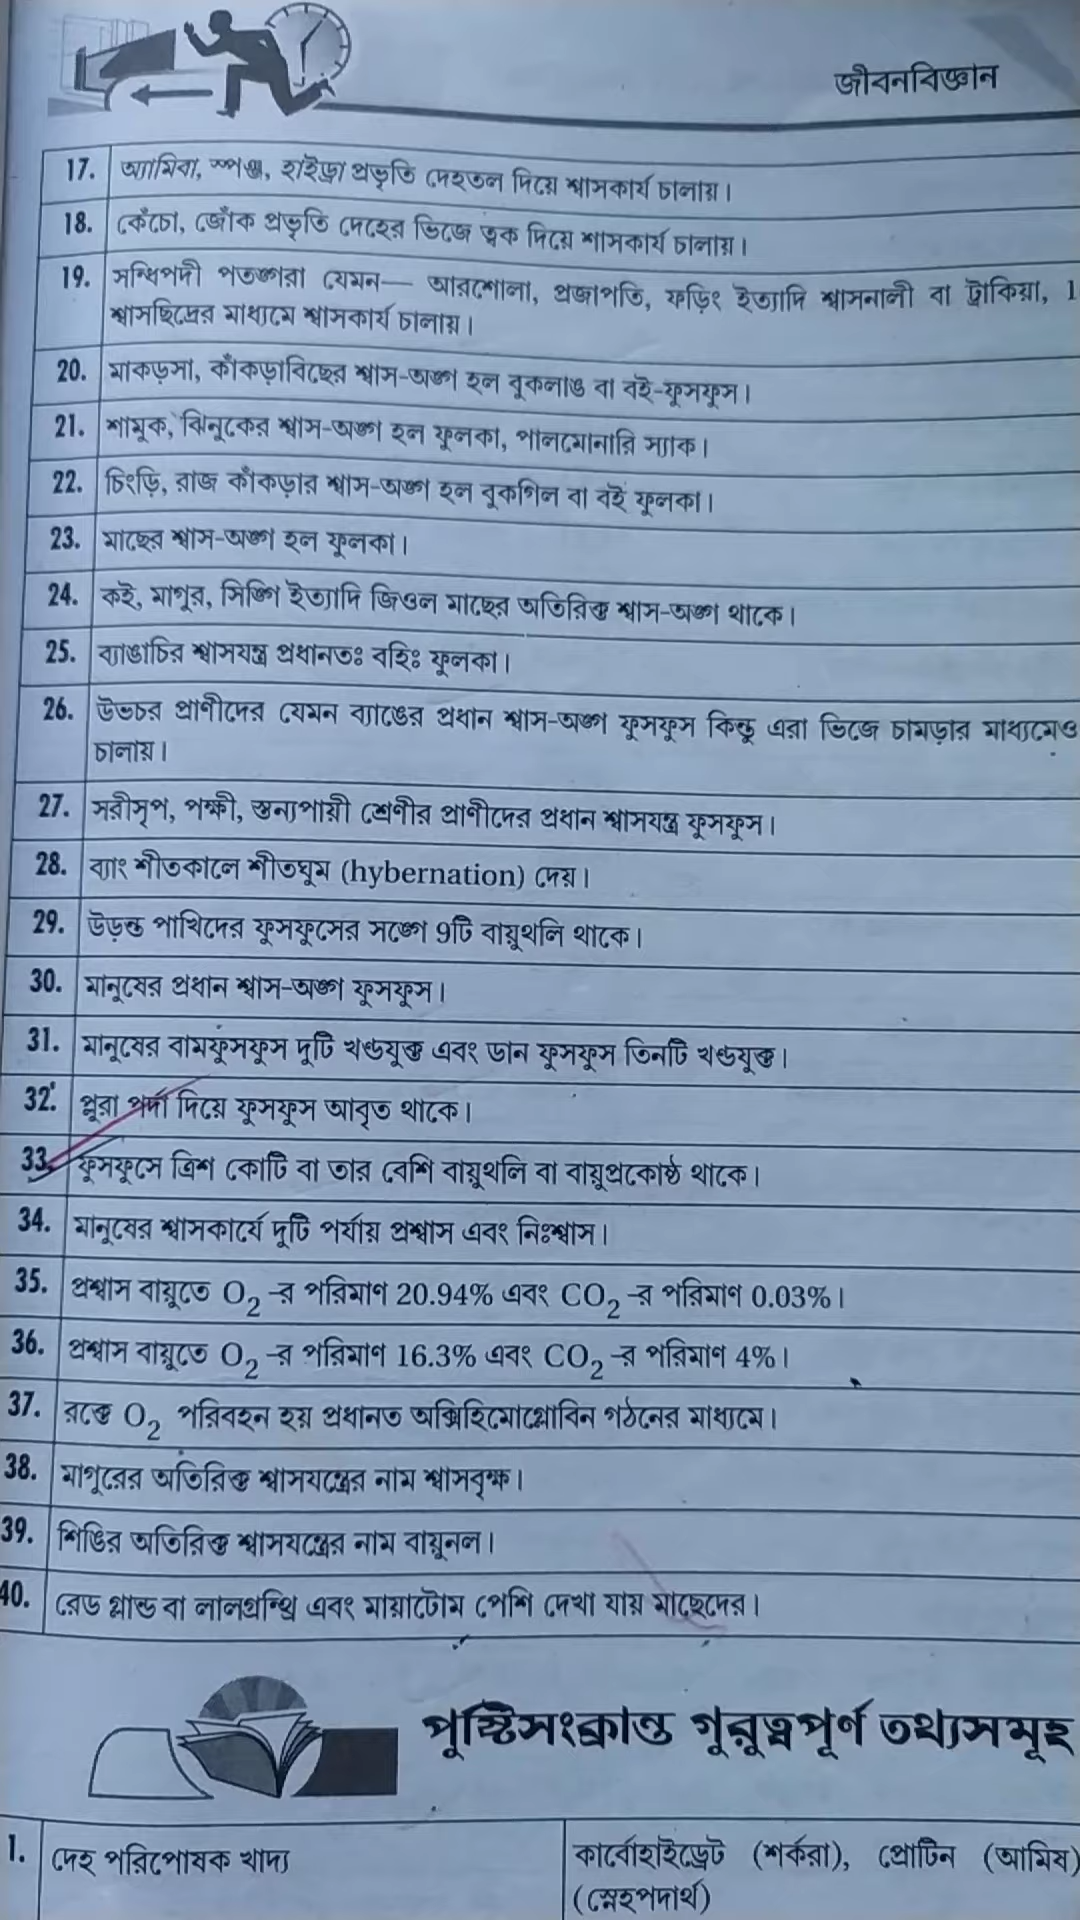 জীবনবিজ্ঞান
17. অ্যামিবা, স্পঞ্জ, হাইড্রা প্রভৃতি দেহতল দিয়ে শ্বাসকার্য চালায়।
18. কেঁচো, জোঁক প্রভৃতি দেহের ভিজে ত্বক দিয়ে শাসকার্য চালায়।
19. সন্ধিপদী পতঙ্গরা যেমন— আরশোলা, প্রজাপতি, ফড়িং ইত্যাদি শ্বাসনালী বা ট্রাকিয়া, 1
শ্বাসছিদ্রের মাধ্যমে শ্বাসকার্য চালায়।
20. মাকড়সা, কাঁকড়াবিছের শ্বাস-অঙ্গ হল বুকলাঙ বা বই-ফুসফুস।
21. শামুক, ঝিনুকের শ্বাস-অঙ্গ হল ফুলকা, পালমোনারি স্যাক।
22. চিংড়ি, রাজ কাঁকড়ার শ্বাস-অঙ্গ হল বুকগিল বা বই ফুলকা।
23. মাছের শ্বাস-অঙ্গ হল ফুলকা।
24. কই, মাগুর, সিঙ্গি ইত্যাদি জিওল মাছের অতিরিক্ত শ্বাস-অঙ্গ থাকে।
25. ব্যাঙাচির শ্বাসযন্ত্র প্রধানতঃ বহিঃ ফুলকা।
26. উভচর প্রাণীদের যেমন ব্যাঙের প্রধান শ্বাস-অঙ্গ ফুসফুস কিন্তু এরা ভিজে চামড়ার মাধ্যমেও
চালায়।
27. সরীসৃপ, পক্ষী, স্তন্যপায়ী শ্রেণীর প্রাণীদের প্রধান শ্বাসযন্ত্র ফুসফুস।
28. ব্যাং শীতকালে শীতঘুম (hybernation) দেয়।
29. উড়ন্ত পাখিদের ফুসফুসের সঙ্গে 9টি বায়ুথলি থাকে।
30. মানুষের প্রধান শ্বাস-অঙ্গ ফুসফুস।
31. মানুষের বামফুসফুস দুটি খণ্ডযুক্ত এবং ডান ফুসফুস তিনটি খণ্ডযুক্ত।
32. প্লুরা পর্দা দিয়ে ফুসফুস আবৃত থাকে।
33. ফুসফুসে ত্রিশ কোটি বা তার বেশি বায়ুথলি বা বায়ুপ্রকোষ্ঠ থাকে।
34. মানুষের শ্বাসকার্যে দুটি পর্যায় প্রশ্বাস এবং নিঃশ্বাস।
35. প্রশ্বাস বায়ুতে O₂-র পরিমাণ 20.94% এবং CO₂-র পরিমাণ 0.03%।
36. প্রশ্বাস বায়ুতে O₂-র পরিমাণ 16.3% এবং CO₂-র পরিমাণ 4%।
37. রক্তে O₂ পরিবহন হয় প্রধানত অক্সিহিমোগ্লোবিন গঠনের মাধ্যমে।
38. মাগুরের অতিরিক্ত শ্বাসযন্ত্রের নাম শ্বাসবৃক্ষ।
39. শিঙির অতিরিক্ত শ্বাসযন্ত্রের নাম বায়ুনল।
40. রেড গ্লান্ড বা লালগ্রন্থি এবং মায়াটোম পেশি দেখা যায় মাছেদের।
পুষ্টিসংক্রান্ত গুরুত্বপূর্ণ তথ্যসমূহ
1. দেহ পরিপোষক খাদ্য কার্বোহাইড্রেট (শর্করা), প্রোটিন (আমিষ)
(স্নেহপদার্থ)